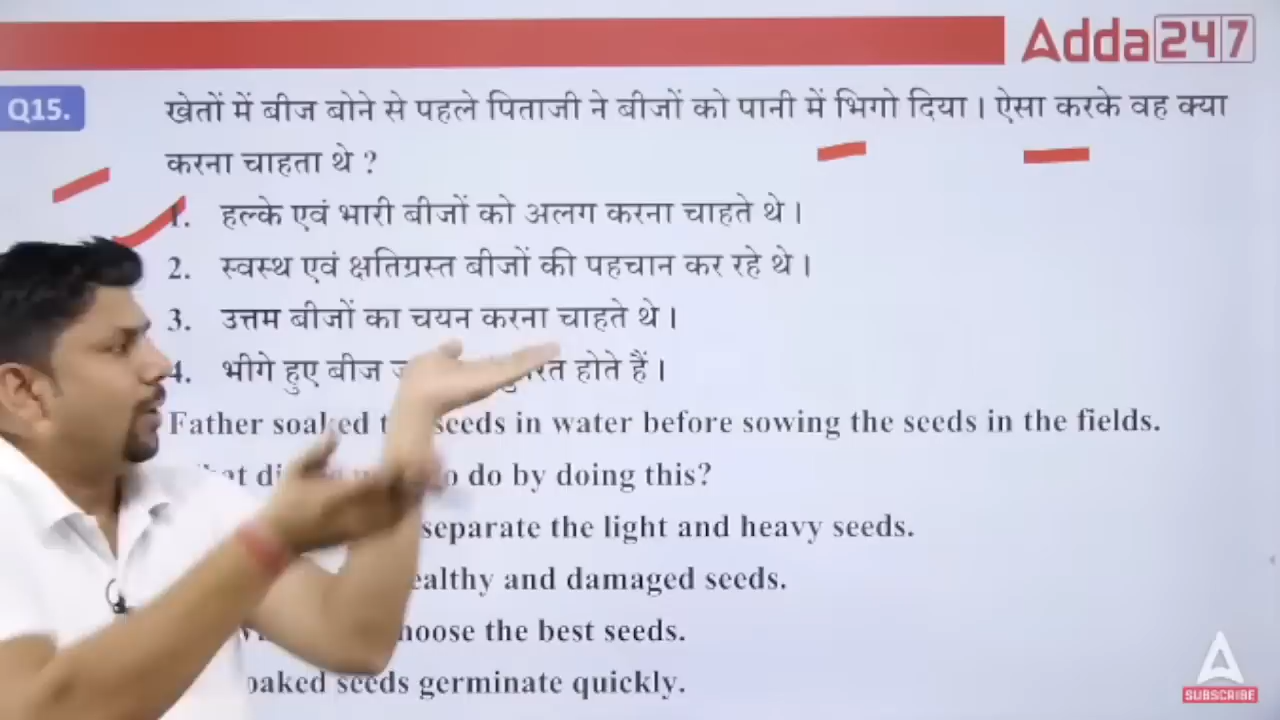 Adda247
Q15.
खेतों में बीज बोने से पहले पिताजी ने बीजों को पानी में भिगो दिया। ऐसा करके वह क्या
करना चाहता थे ?
1. हल्के एवं भारी बीजों को अलग करना चाहते थे।
2. स्वस्थ एवं क्षतिग्रस्त बीजों की पहचान कर रहे थे।
3. उत्तम बीजों का चयन करना चाहते थे।
4. भीगे हुए बीज होते हैं।
Father soaked seeds in water before sowing the seeds in the fields.
do by doing this?
separate the light and heavy seeds.
and damaged seeds.
the best seeds.
seeds germinate quickly.
SUBSCRIBE